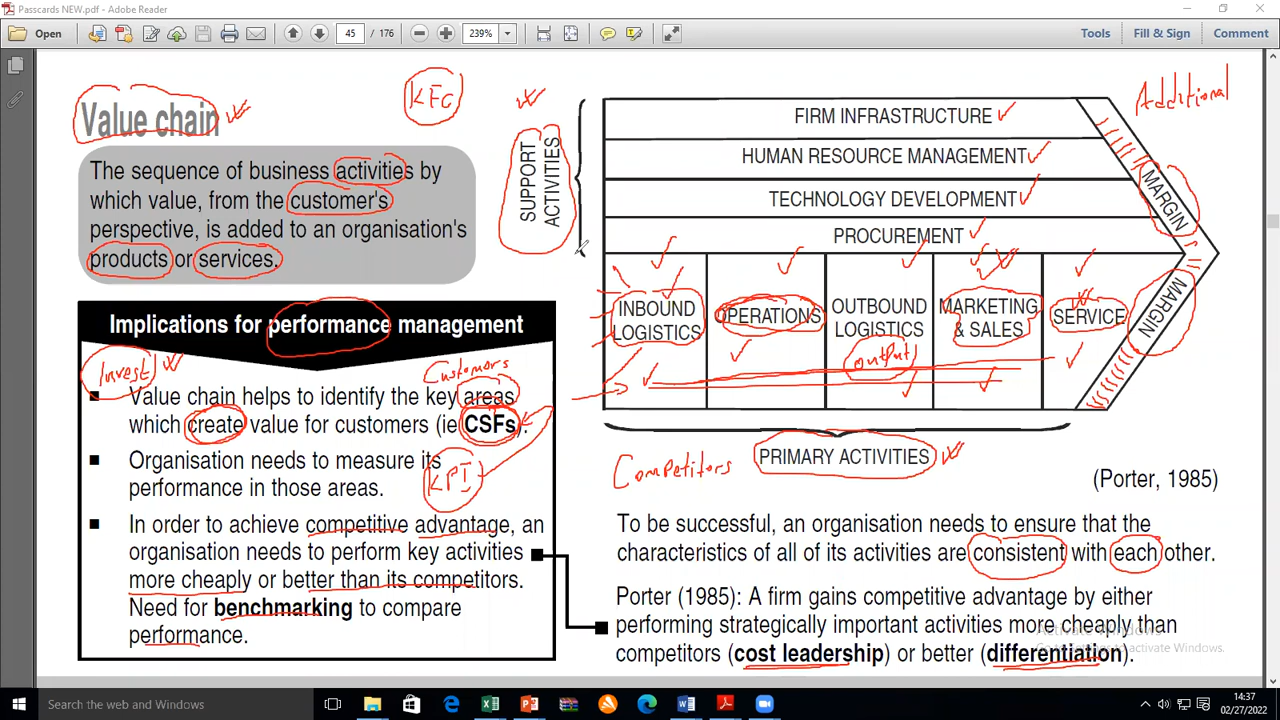 Passcards NEW.pdf - Adobe Reader
Open
45 / 176
239%
Tools
Fill & Sign
Comment
Value chain
KFC
The sequence of business activities by
which value, from the customer's
perspective, is added to an organisation's
products or services.
Implications for performance management
Invest
Customers
Value chain helps to identify the key areas
which create value for customers (ie CSFs).
Organisation needs to measure its
performance in those areas.
KPI
In order to achieve competitive advantage, an
organisation needs to perform key activities
more cheaply or better than its competitors.
Need for benchmarking to compare
performance.
SUPPORT
ACTIVITIES
FIRM INFRASTRUCTURE
HUMAN RESOURCE MANAGEMENT
TECHNOLOGY DEVELOPMENT
PROCUREMENT
Additional
MARGIN
MARGIN
INBOUND
LOGISTICS
OPERATIONS
OUTBOUND
LOGISTICS
output
MARKETING
& SALES
SERVICE
Competitors
PRIMARY ACTIVITIES
(Porter, 1985)
To be successful, an organisation needs to ensure that the
characteristics of all of its activities are consistent with each other.
Porter (1985): A firm gains competitive advantage by either
performing strategically important activities more cheaply than
competitors (cost leadership) or better (differentiation).
Activate Windows
Go to Settings to activate Windows.
Search the web and Windows
14:37
02/27/2022